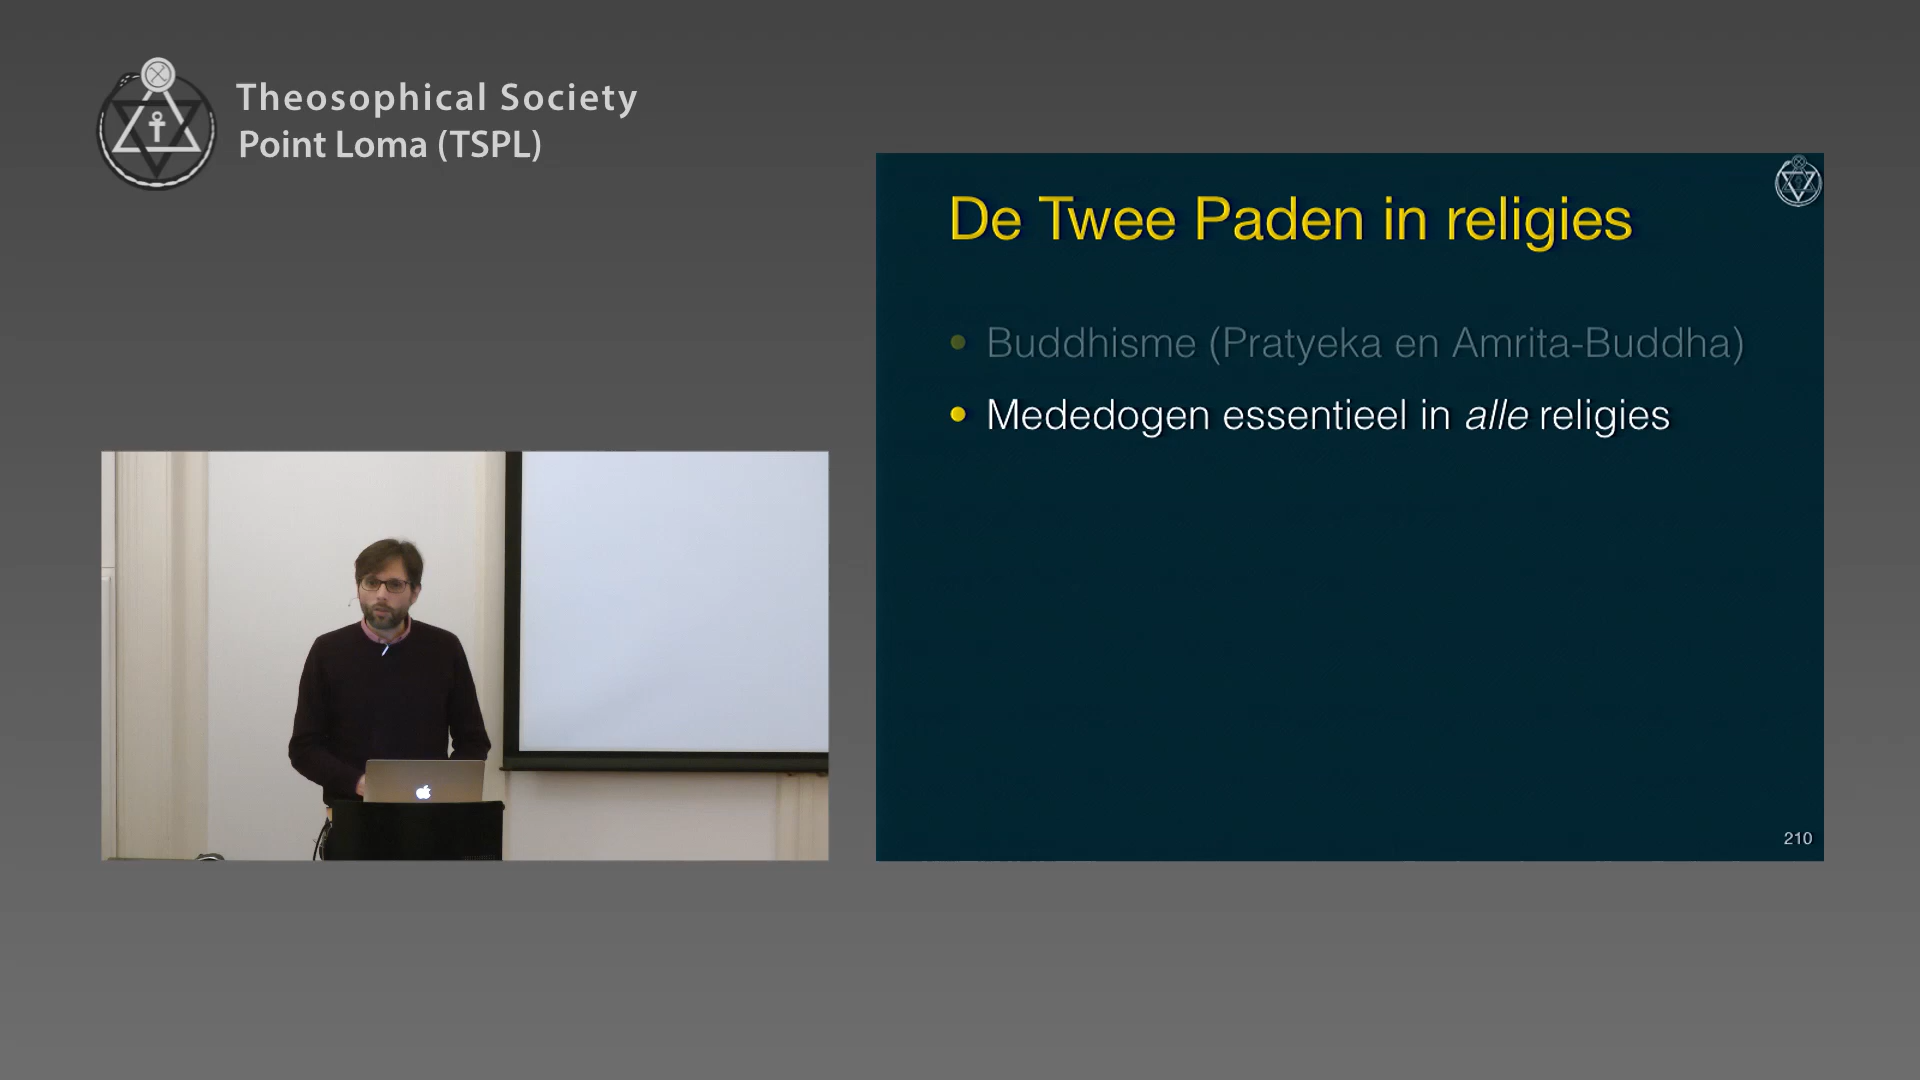 Theosophical Society
Point Loma (TSPL)
De Twee Paden in religies
• Buddhisme (Pratyeka en Amrita-Buddha)
• Mededogen essentieel in alle religies
210